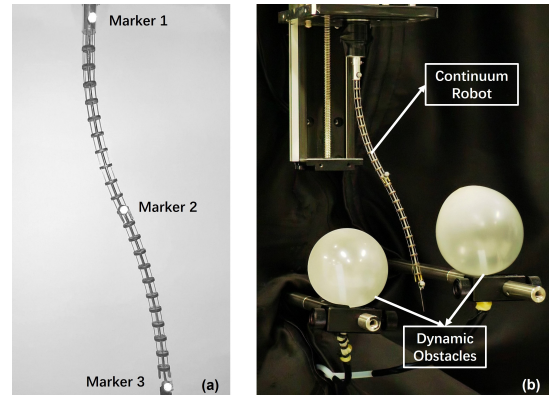 Marker 1
Marker 2
Marker 3
(a)
Continuum
Robot
Dynamic
Obstacles
(b)